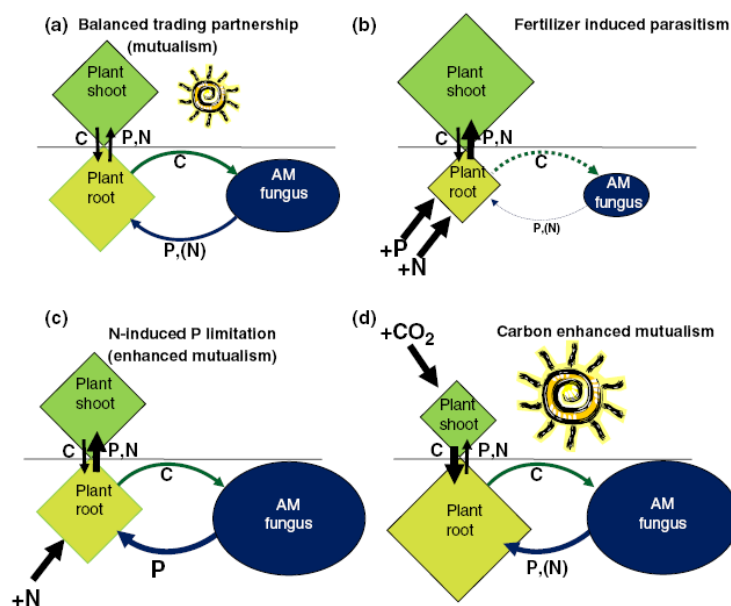 (a)
Balanced trading partnership
(mutualism)
Plant
shoot
C
P,N
Plant
root
C
AM
fungus
P,(N)
(b)
Fertilizer induced parasitism
Plant
shoot
C
P,N
Plant
root
C
AM
fungus
P,(N)
+P
+N
(c)
N-induced P limitation
(enhanced mutualism)
Plant
shoot
C
P,N
Plant
root
C
AM
fungus
P
+N
(d)
+CO2
Carbon enhanced mutualism
Plant
shoot
C
P,N
Plant
root
C
AM
fungus
P,(N)